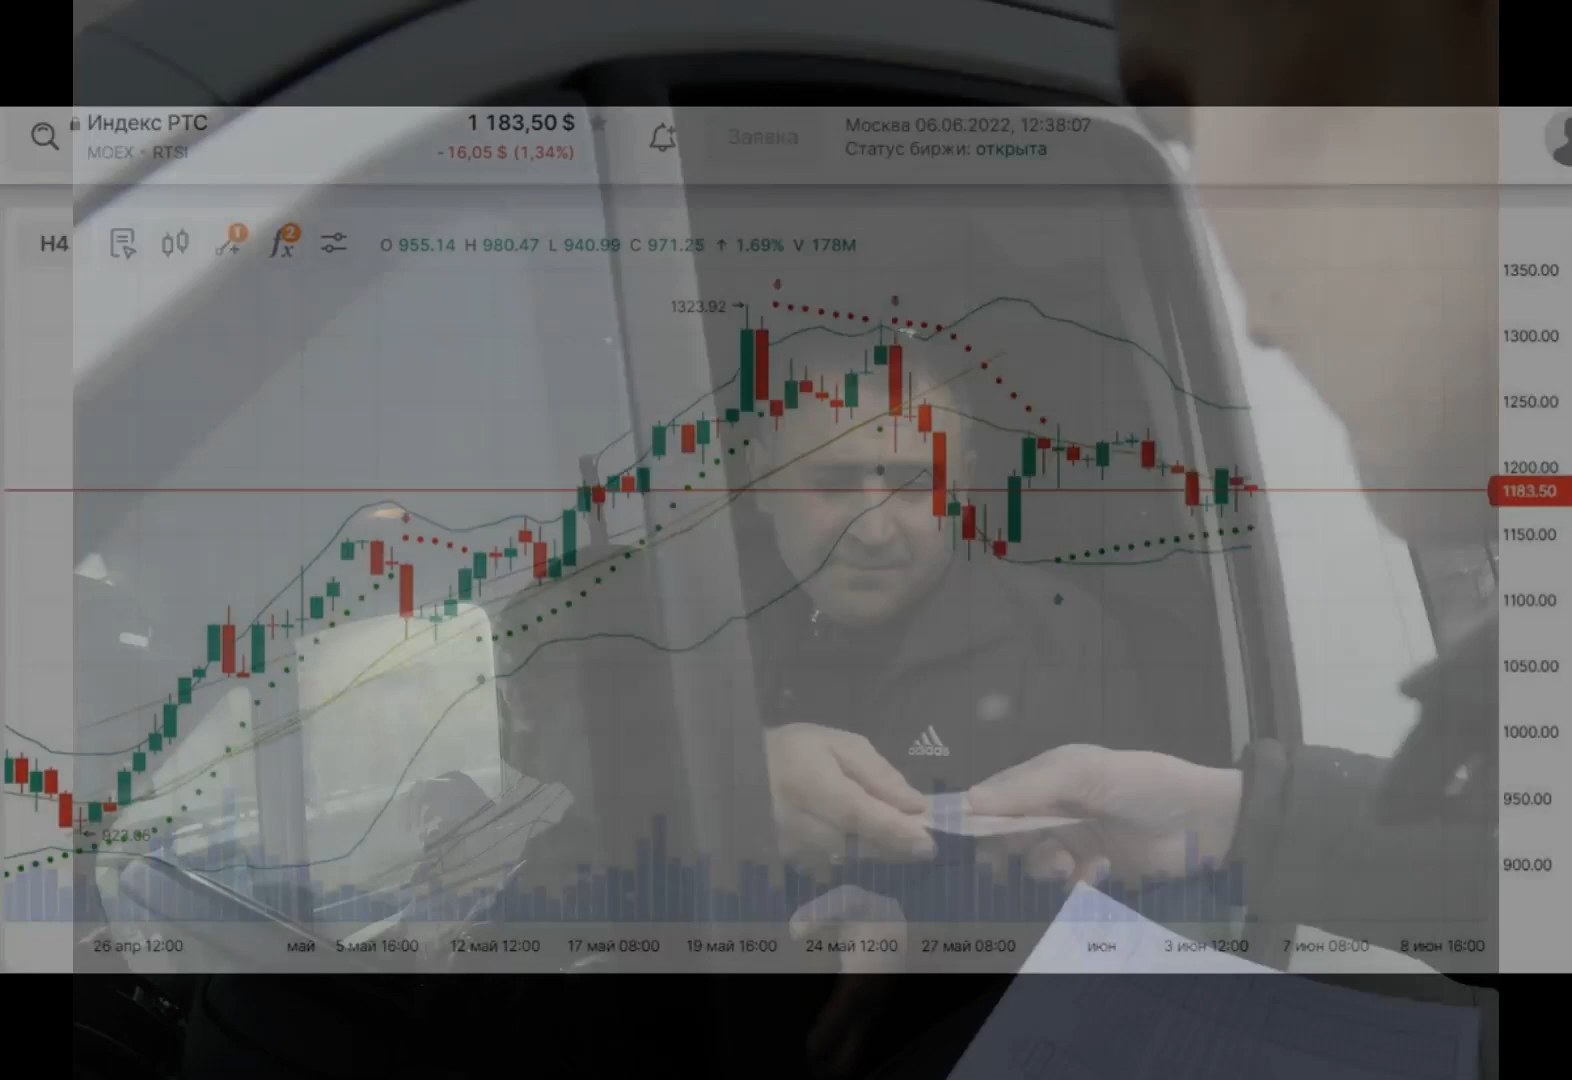 Индекс РТС
1 183,50 $
Заявка
Москва 06.06.2022, 12:38:07
MOEX · RTSI
-16,05 $ (1,34%)
Статус биржи: открыта
H4
1
2
fx
O 955.14 H 980.47 L 940.99 C 971.25 ↑ 1.69% V 178M
1350.00
1323.92 →
1300.00
1250.00
1200.00
1183.50
1150.00
1100.00
1050.00
1000.00
adidas
950.00
900.00
26 апр 12:00 май 5 май 16:00 12 май 12:00 17 май 08:00 19 май 16:00 24 май 12:00 27 май 08:00 июн 3 июн 12:00 7 июн 08:00 8 июн 16:00